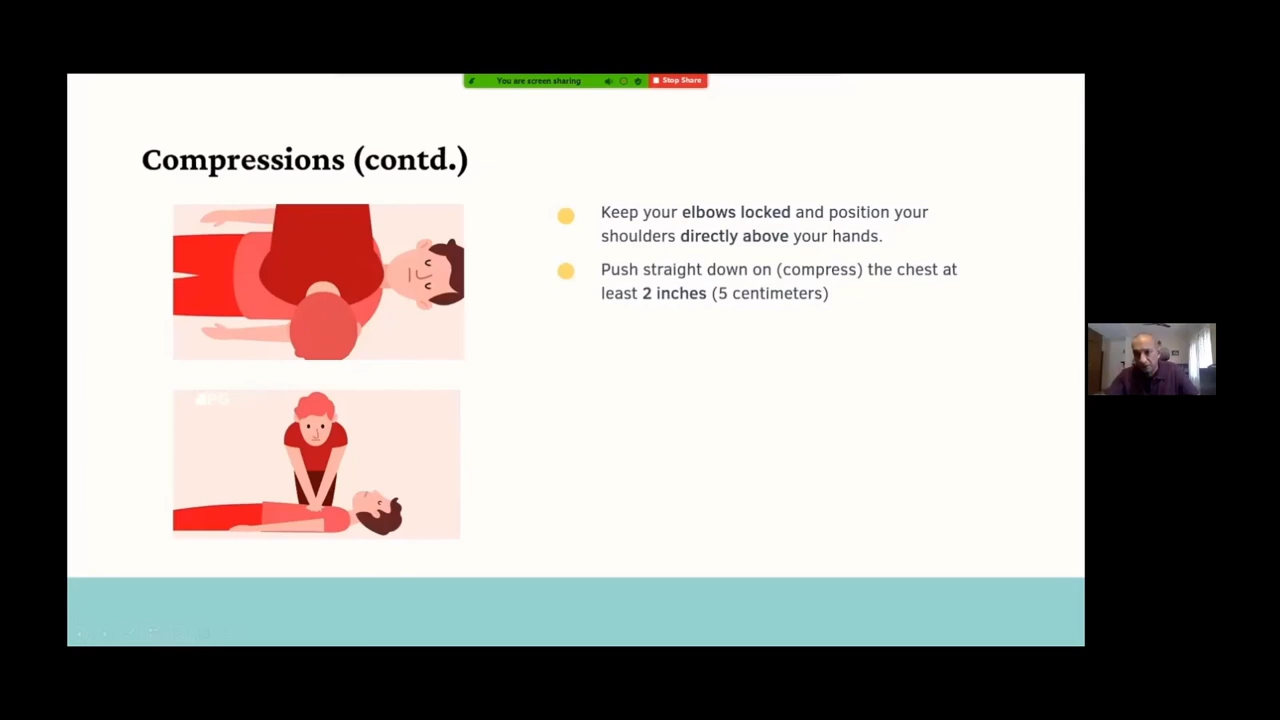 You are screen sharing
Stop Share
Compressions (contd.)
Keep your elbows locked and position your
shoulders directly above your hands.
Push straight down on (compress) the chest at
least 2 inches (5 centimeters)